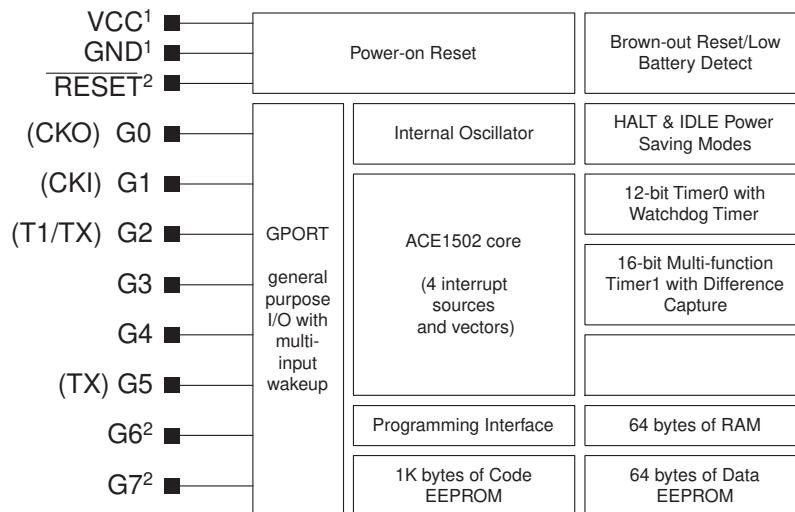 VCC¹
GND¹
RESET²
(CKO) G0
(CKI) G1
(T1/TX) G2
G3
G4
(TX) G5
G6²
G7²
Power-on Reset
Brown-out Reset/Low
Battery Detect
GPORT
general
purpose
I/O with
multi-
input
wakeup
Internal Oscillator
HALT & IDLE Power
Saving Modes
ACE1502 core
(4 interrupt
sources
and vectors)
12-bit Timer0 with
Watchdog Timer
16-bit Multi-function
Timer1 with Difference
Capture
Programming Interface
64 bytes of RAM
1K bytes of Code
EEPROM
64 bytes of Data
EEPROM